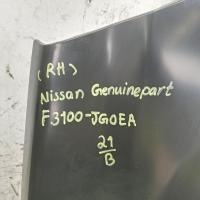 (RH)
Nissan Genuinepart
F3100-JG0EA
21
B